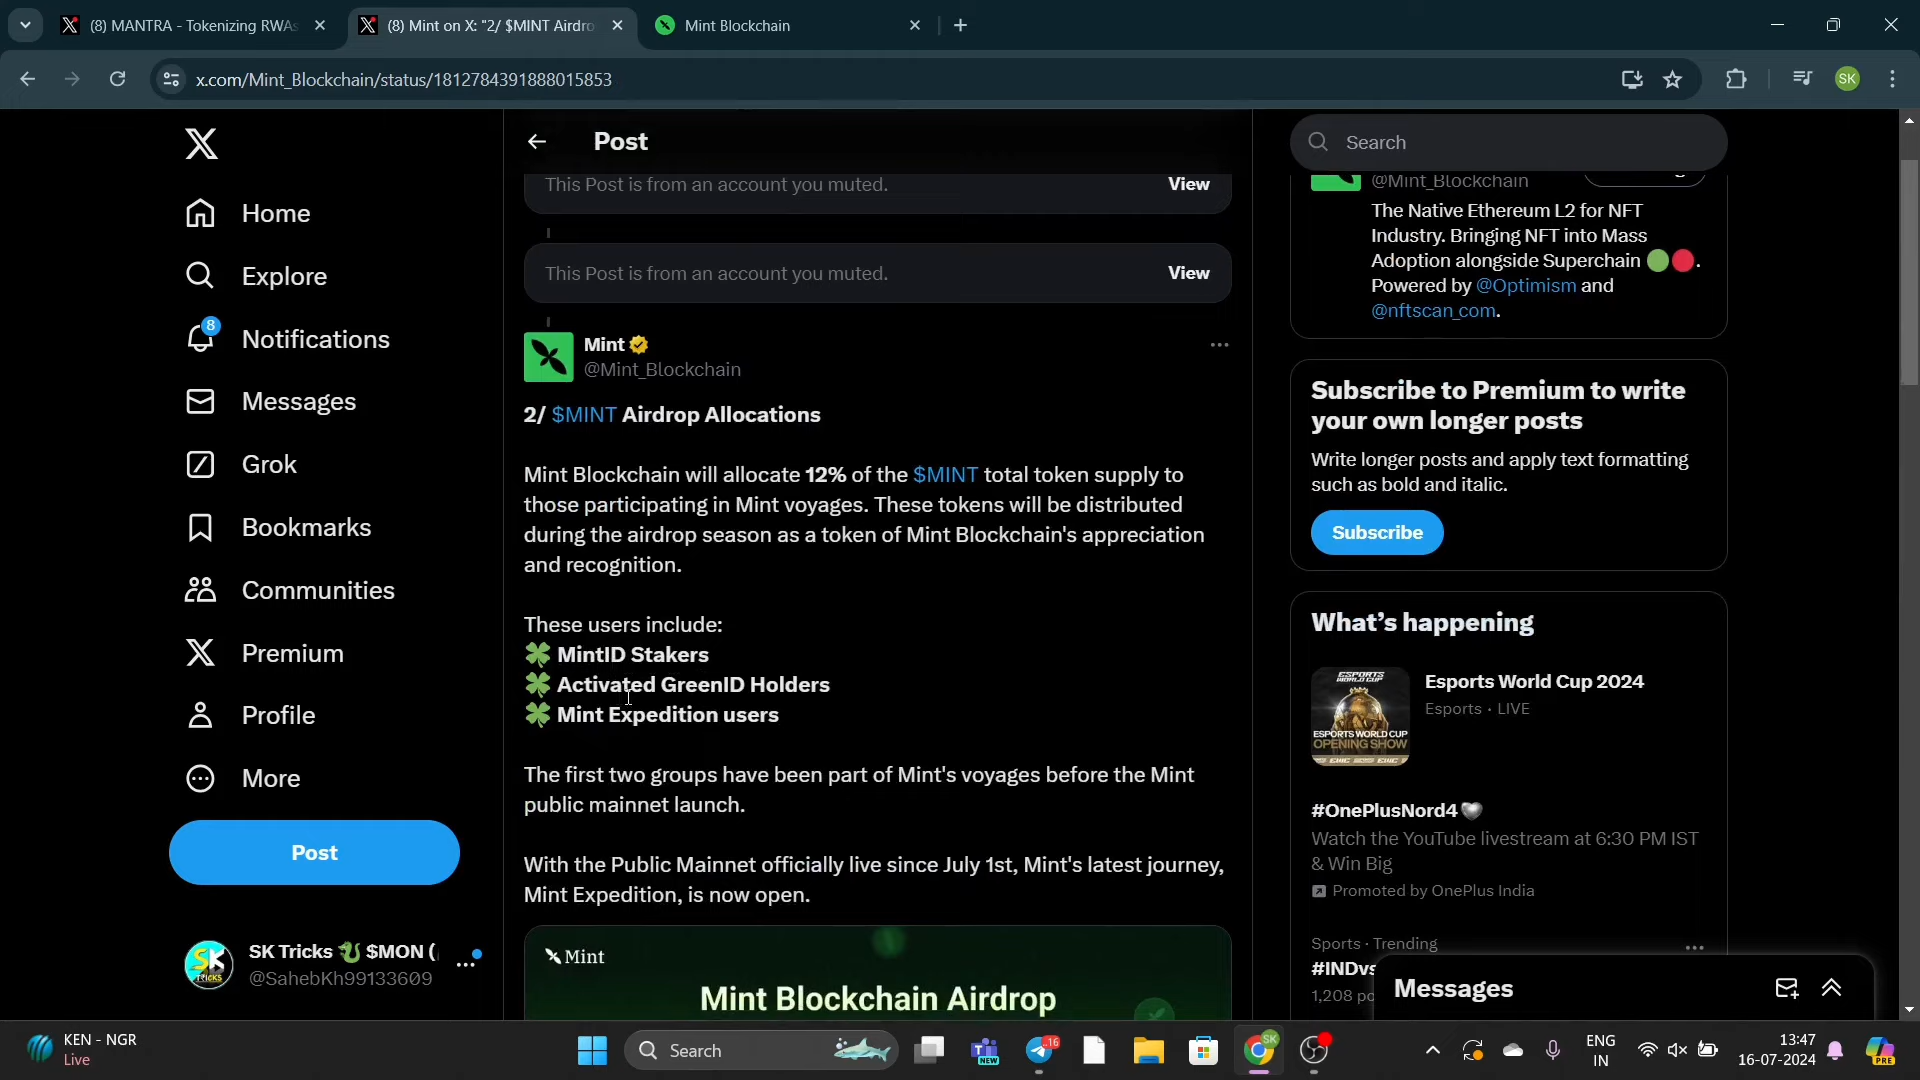 (8) MANTRA - Tokenizing RWAs
(8) Mint on X: "2/ $MINT Airdro
Mint Blockchain
x.com/Mint_Blockchain/status/1812784391888015853
SK
X
Home
Explore
8
Notifications
Messages
Grok
Bookmarks
Communities
Premium
Profile
More
Post
SK Tricks 🐉 $MON (
@SahebKh99133609
Post
This Post is from an account you muted.
View
This Post is from an account you muted.
View
Mint
@Mint_Blockchain
2/ $MINT Airdrop Allocations
Mint Blockchain will allocate 12% of the $MINT total token supply to
those participating in Mint voyages. These tokens will be distributed
during the airdrop season as a token of Mint Blockchain's appreciation
and recognition.
These users include:
🍀 MintID Stakers
🍀 Activated GreenID Holders
🍀 Mint Expedition users
The first two groups have been part of Mint's voyages before the Mint
public mainnet launch.
With the Public Mainnet officially live since July 1st, Mint's latest journey,
Mint Expedition, is now open.
Mint
Mint Blockchain Airdrop
Search
@Mint_Blockchain
The Native Ethereum L2 for NFT
Industry. Bringing NFT into Mass
Adoption alongside Superchain 🟢🔴.
Powered by @Optimism and
@nftscan_com.
Subscribe to Premium to write
your own longer posts
Write longer posts and apply text formatting
such as bold and italic.
Subscribe
What's happening
ESPORTS
WORLD CUP
ESPORTS WORLD CUP
OPENING SHOW
Esports World Cup 2024
Esports · LIVE
#OnePlusNord4
Watch the YouTube livestream at 6:30 PM IST
& Win Big
Promoted by OnePlus India
Sports · Trending
#INDvs
1,208 po
Messages
KEN - NGR
Live
Search
NEW
16
SK
ENG
IN
13:47
16-07-2024
PRE